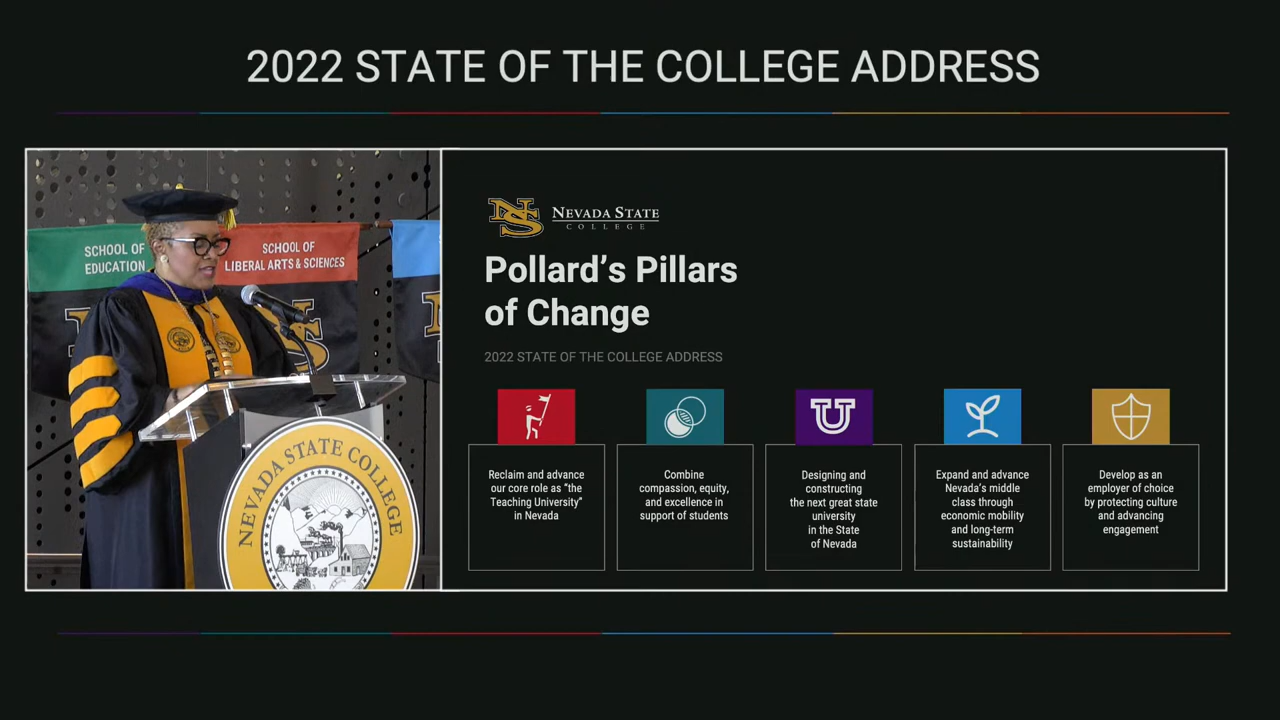 2022 STATE OF THE COLLEGE ADDRESS
SCHOOL OF
EDUCATION
SCHOOL OF
LIBERAL ARTS & SCIENCES
NS
NEVADA STATE COLLEGE
NS
NEVADA STATE
COLLEGE
Pollard's Pillars
of Change
2022 STATE OF THE COLLEGE ADDRESS
Reclaim and advance
our core role as “the
Teaching University”
in Nevada
Combine
compassion, equity,
and excellence in
support of students
U
Designing and
constructing
the next great state
university
in the State
of Nevada
Expand and advance
Nevada's middle
class through
economic mobility
and long-term
sustainability
Develop as an
employer of choice
by protecting culture
and advancing
engagement